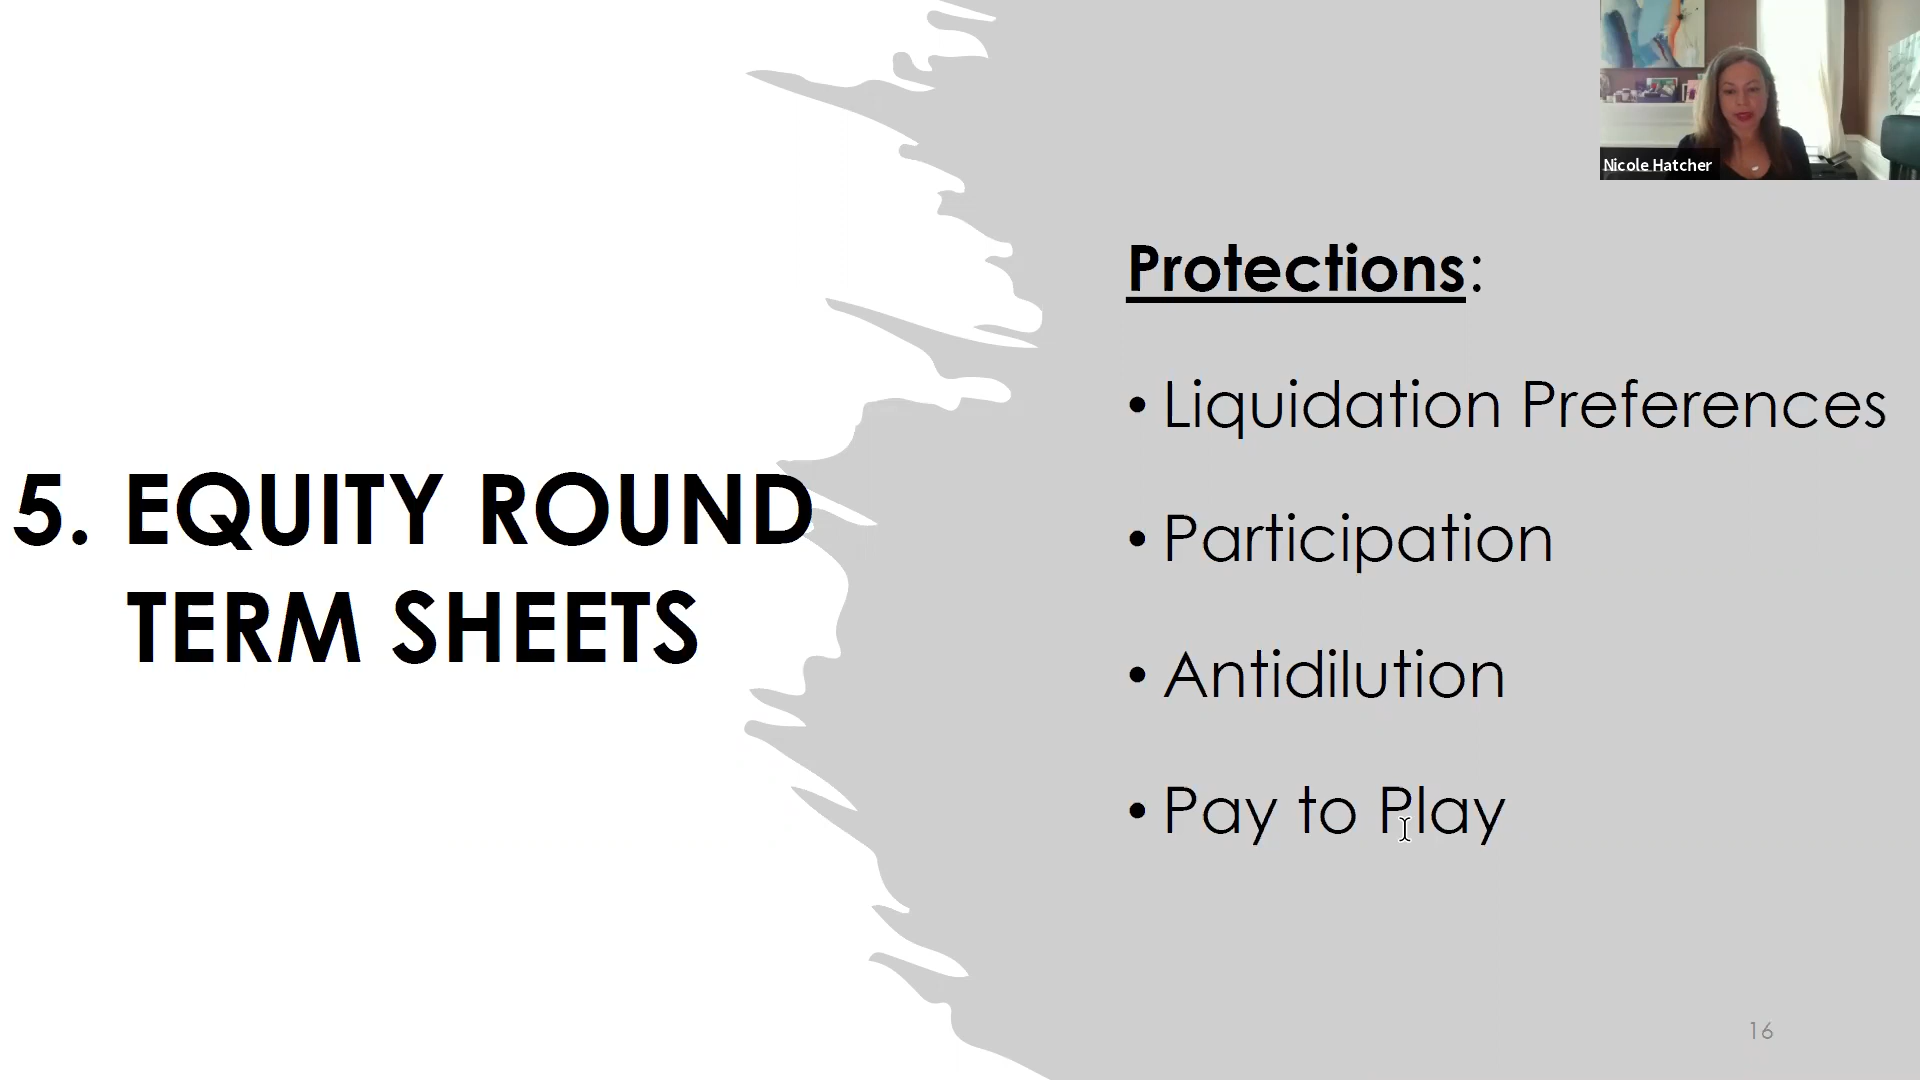 Nicole Hatcher
5. EQUITY ROUND
TERM SHEETS
Protections:
• Liquidation Preferences
• Participation
• Antidilution
• Pay to Play
16